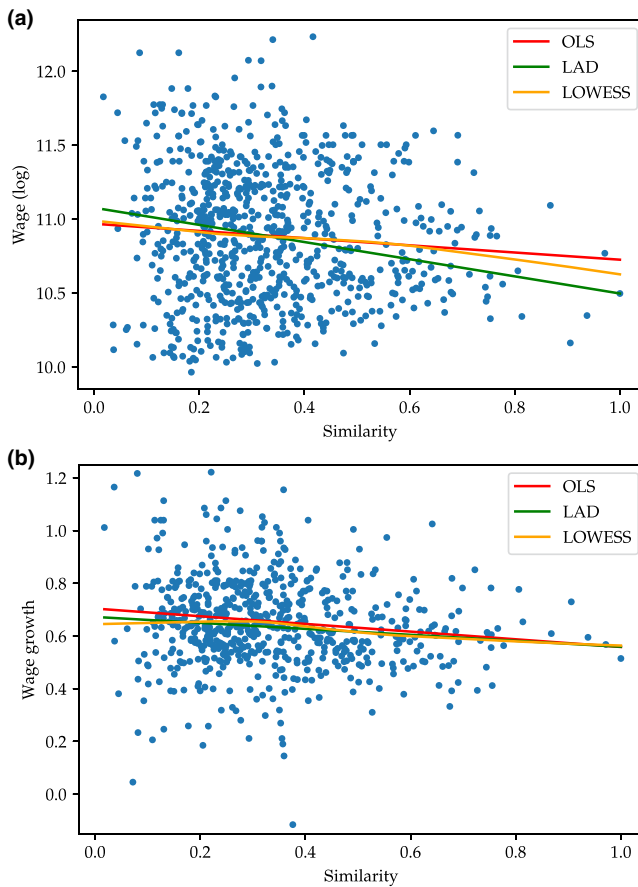 (a)
OLS
LAD
LOWESS
12.0
11.5
11.0
10.5
10.0
Wage (log)
0.0 0.2 0.4 0.6 0.8 1.0
Similarity
(b)
OLS
LAD
LOWESS
1.2
1.0
0.8
0.6
0.4
0.2
0.0
Wage growth
0.0 0.2 0.4 0.6 0.8 1.0
Similarity